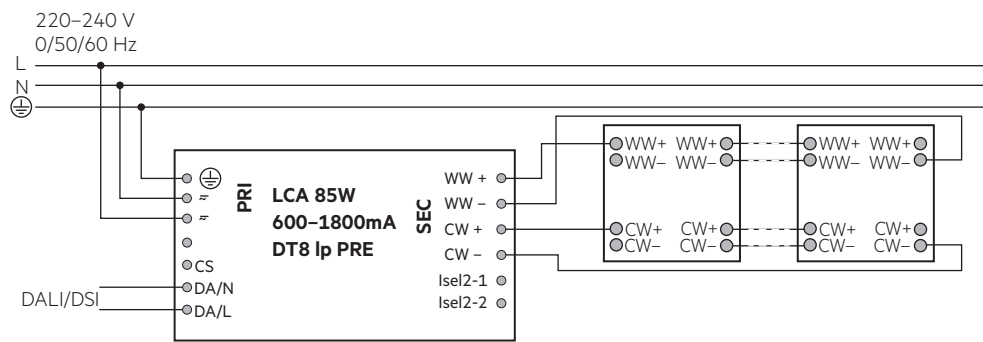 220–240 V
0/50/60 Hz
L
N
PRI
LCA 85W
600–1800mA
DT8 lp PRE
SEC
CS
DA/N
DA/L
DALI/DSI
WW +
WW –
CW +
CW –
Isel2-1
Isel2-2
WW+ WW+
WW– WW–
CW+ CW+
CW– CW–
WW+ WW+
WW– WW–
CW+ CW+
CW– CW–